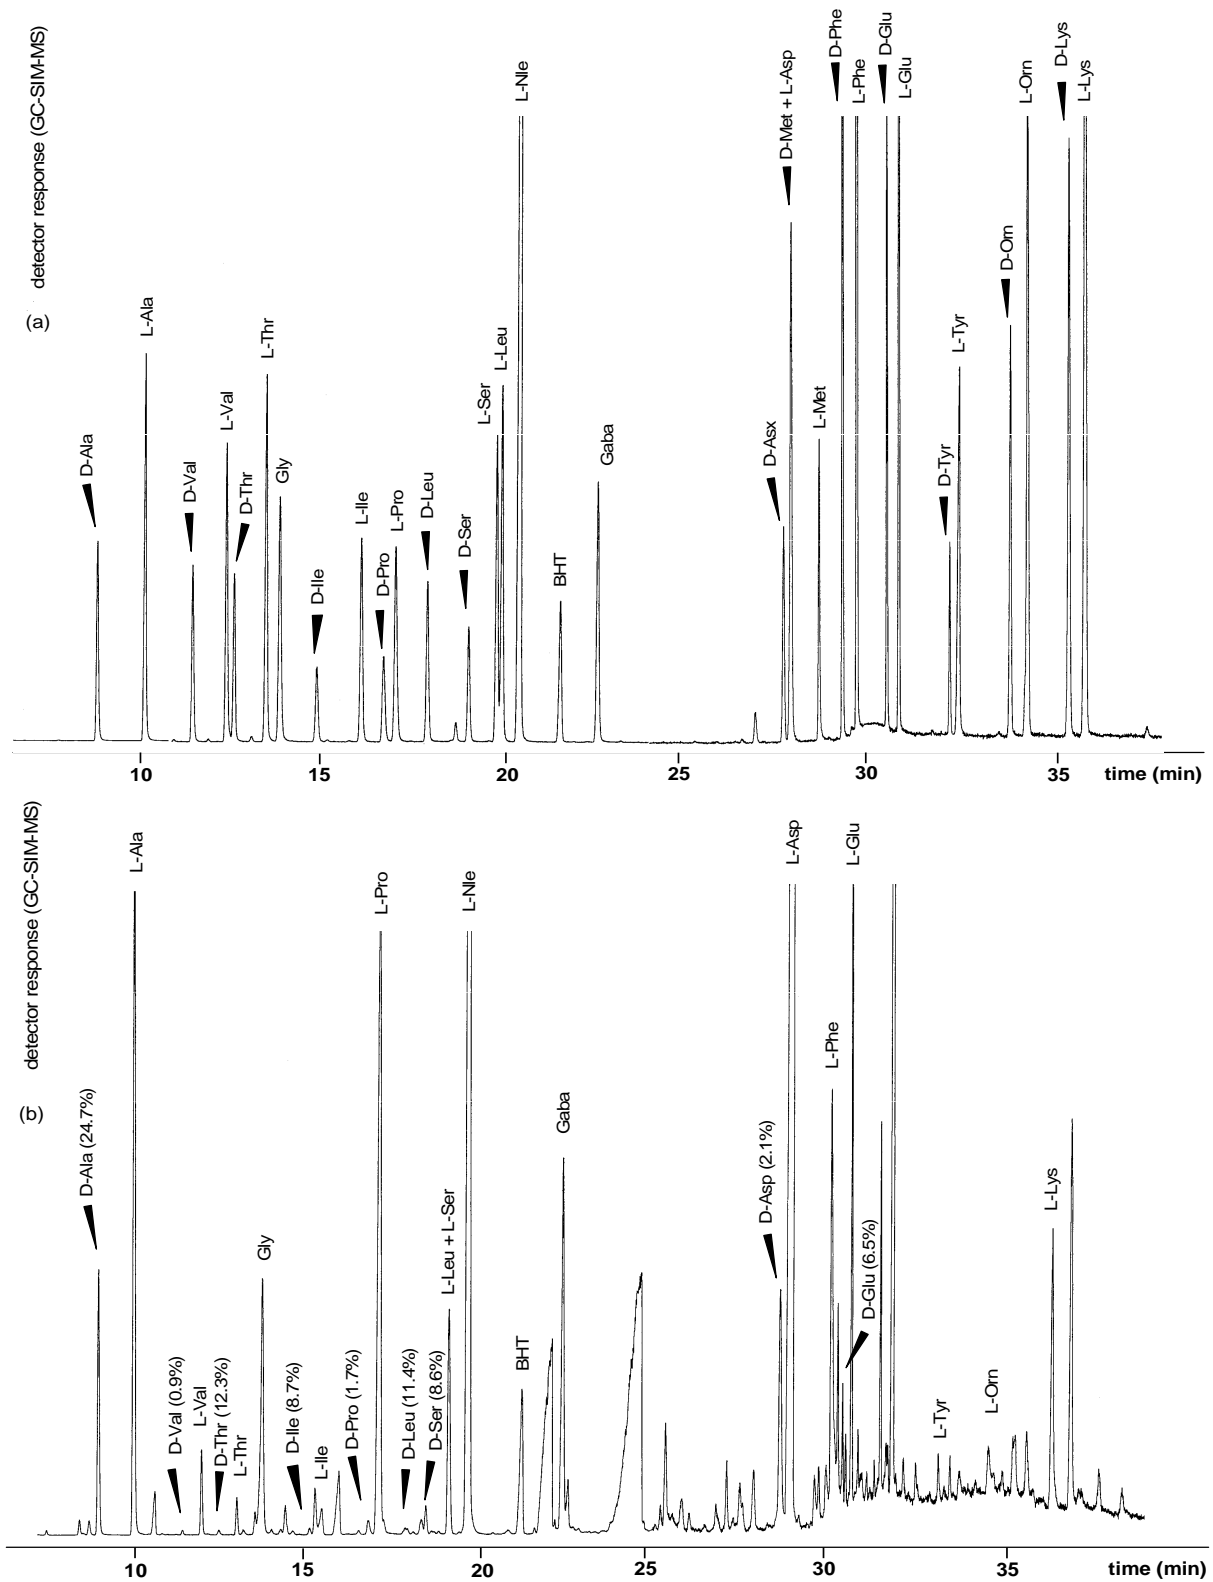 detector response (GC-SIM-MS)
(a)
D-Ala
L-Ala
D-Val
L-Val
D-Thr
L-Thr
Gly
D-Ile
L-Ile
D-Pro
L-Pro
D-Leu
D-Ser
L-Ser
L-Leu
L-Nle
BHT
Gaba
D-Asx
D-Met + L-Asp
L-Met
D-Phe
L-Phe
D-Glu
L-Glu
D-Tyr
L-Tyr
D-Orn
L-Orn
D-Lys
L-Lys
10
15
20
25
30
35
time (min)
detector response (GC-SIM-MS)
(b)
D-Ala (24.7%)
L-Ala
D-Val (0.9%)
L-Val
D-Thr (12.3%)
L-Thr
Gly
D-Ile (8.7%)
L-Ile
D-Pro (1.7%)
L-Pro
D-Leu (11.4%)
D-Ser (8.6%)
L-Leu + L-Ser
L-Nle
BHT
Gaba
D-Asp (2.1%)
L-Asp
L-Phe
L-Glu
D-Glu (6.5%)
L-Tyr
L-Orn
L-Lys
10
15
20
25
30
35
time (min)